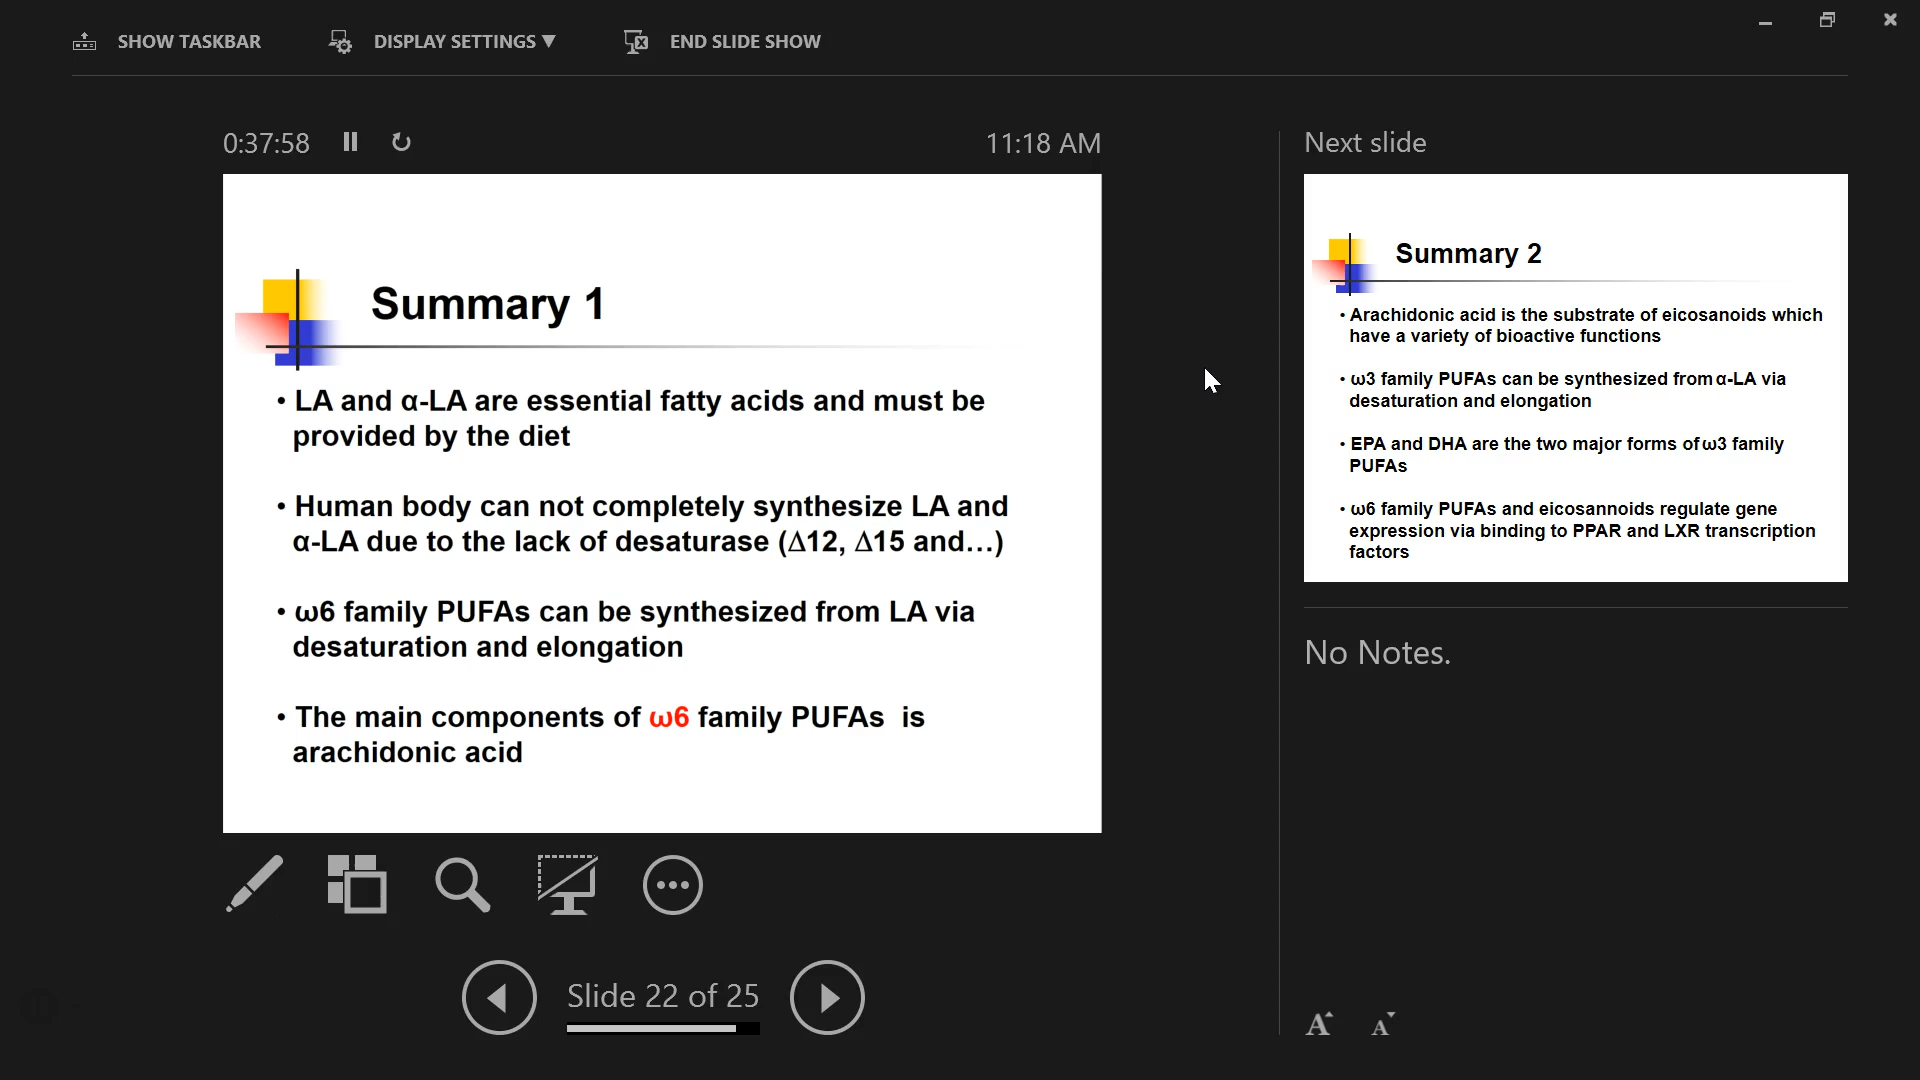 SHOW TASKBAR
DISPLAY SETTINGS ▼
END SLIDE SHOW
0:37:58
11:18 AM
Summary 1
• LA and α-LA are essential fatty acids and must be
provided by the diet
• Human body can not completely synthesize LA and
α-LA due to the lack of desaturase (Δ12, Δ15 and…)
• ω6 family PUFAs can be synthesized from LA via
desaturation and elongation
• The main components of ω6 family PUFAs  is
arachidonic acid
Slide 22 of 25
Next slide
Summary 2
• Arachidonic acid is the substrate of eicosanoids which
have a variety of bioactive functions
• ω3 family PUFAs can be synthesized from α-LA via
desaturation and elongation
• EPA and DHA are the two major forms of ω3 family
PUFAs
• ω6 family PUFAs and eicosannoids regulate gene
expression via binding to PPAR and LXR transcription
factors
No Notes.
A A